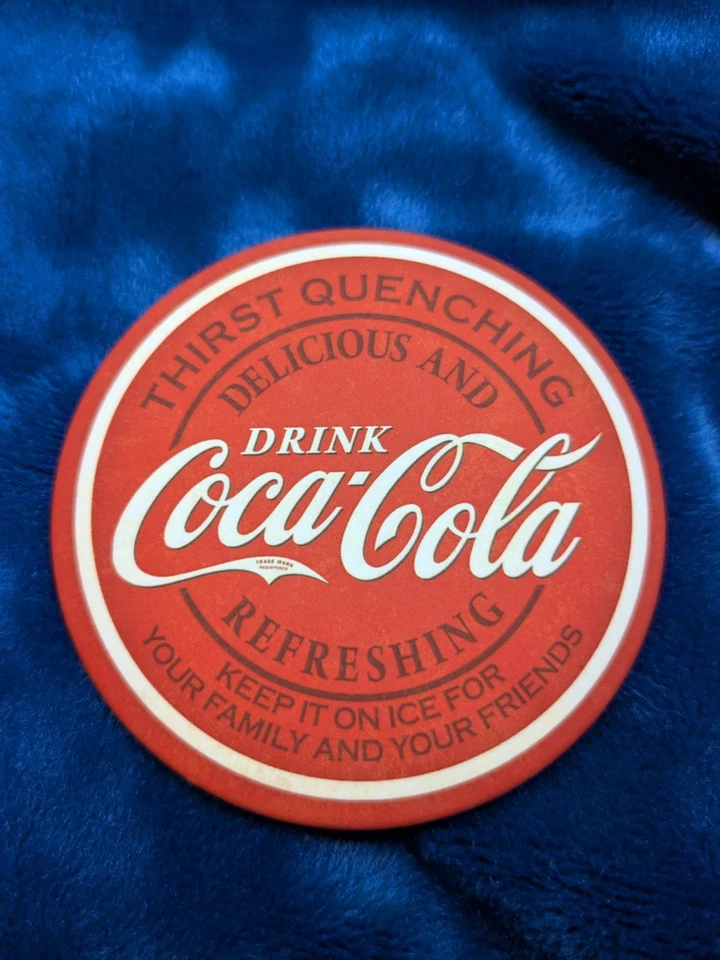 THIRST QUENCHING
DELICIOUS AND
DRINK
Coca-Cola
TRADE MARK
REGISTERED
REFRESHING
KEEP IT ON ICE FOR
YOUR FAMILY AND YOUR FRIENDS